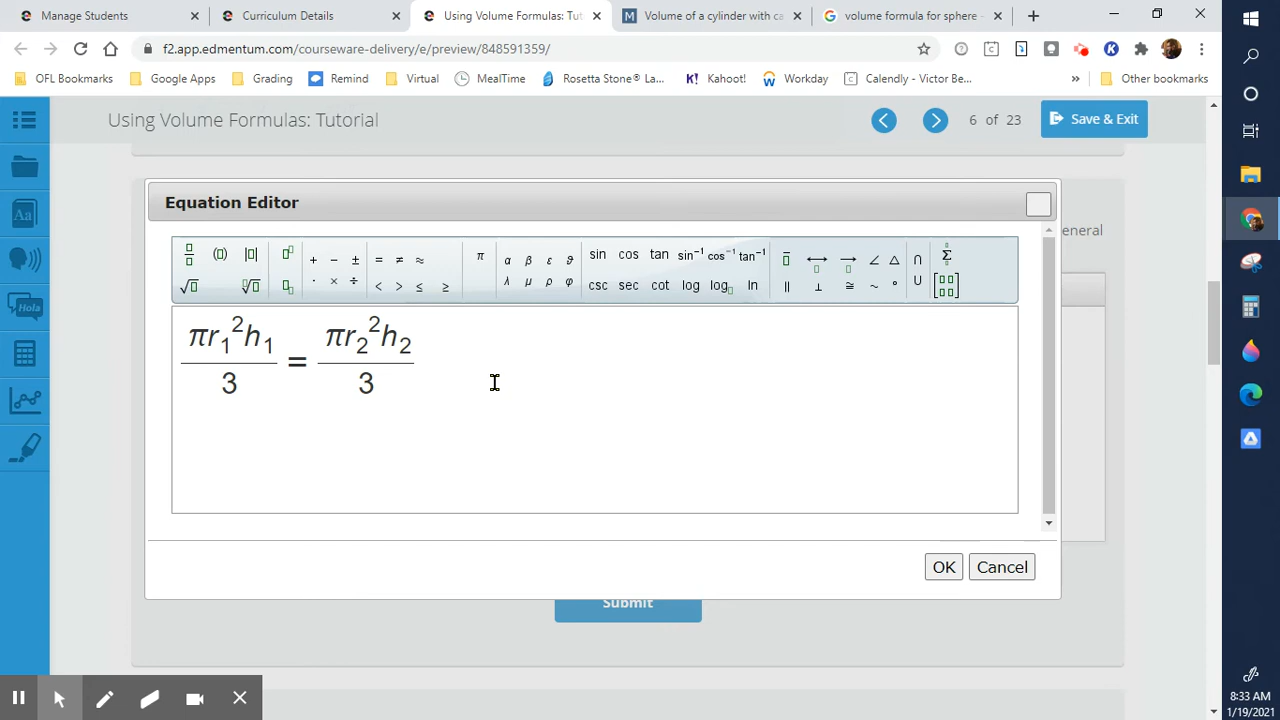 Manage Students
Curriculum Details
Using Volume Formulas: Tut
Volume of a cylinder with ca
volume formula for sphere -
f2.app.edmentum.com/courseware-delivery/e/preview/848591359/
OFL Bookmarks
Google Apps
Grading
Remind
Virtual
MealTime
Rosetta Stone® La...
Kahoot!
Workday
Calendly - Victor Be...
Other bookmarks
Using Volume Formulas: Tutorial
6 of 23
Save & Exit
Equation Editor
eneral
+ − ± = ≠ ≈ π α β ε ϑ sin cos tan sin⁻¹ cos⁻¹ tan⁻¹ ∠ △ ∩ Σ
· × ÷ < > ≤ ≥ λ μ ρ φ csc sec cot log log ln ∥ ⊥ ≅ ~ ° ∪
πr₁²h₁/3 = πr₂²h₂/3
OK
Cancel
Submit
Aa
Hola
8:33 AM
1/19/2021